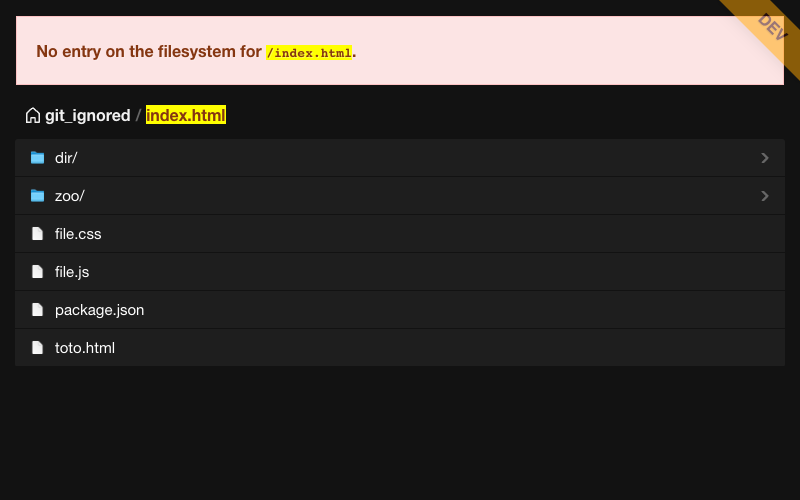 No entry on the filesystem for /index.html.
DEV
git_ignored / index.html
dir/
zoo/
file.css
file.js
package.json
toto.html